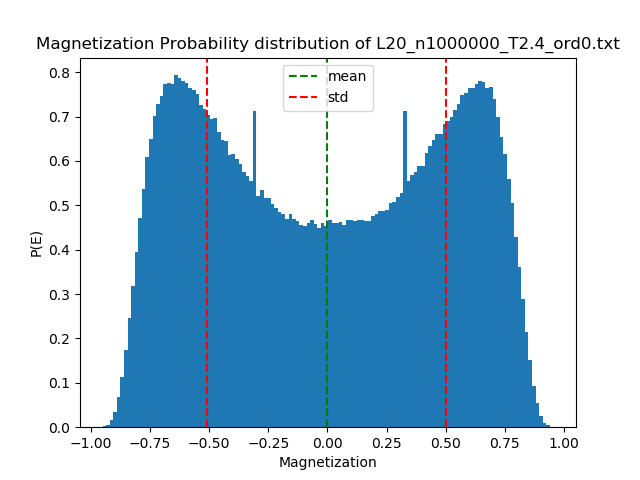 Magnetization Probability distribution of L20_n1000000_T2.4_ord0.txt
mean
std
P(E)
0.8
0.7
0.6
0.5
0.4
0.3
0.2
0.1
0.0
−1.00 −0.75 −0.50 −0.25 0.00 0.25 0.50 0.75 1.00
Magnetization